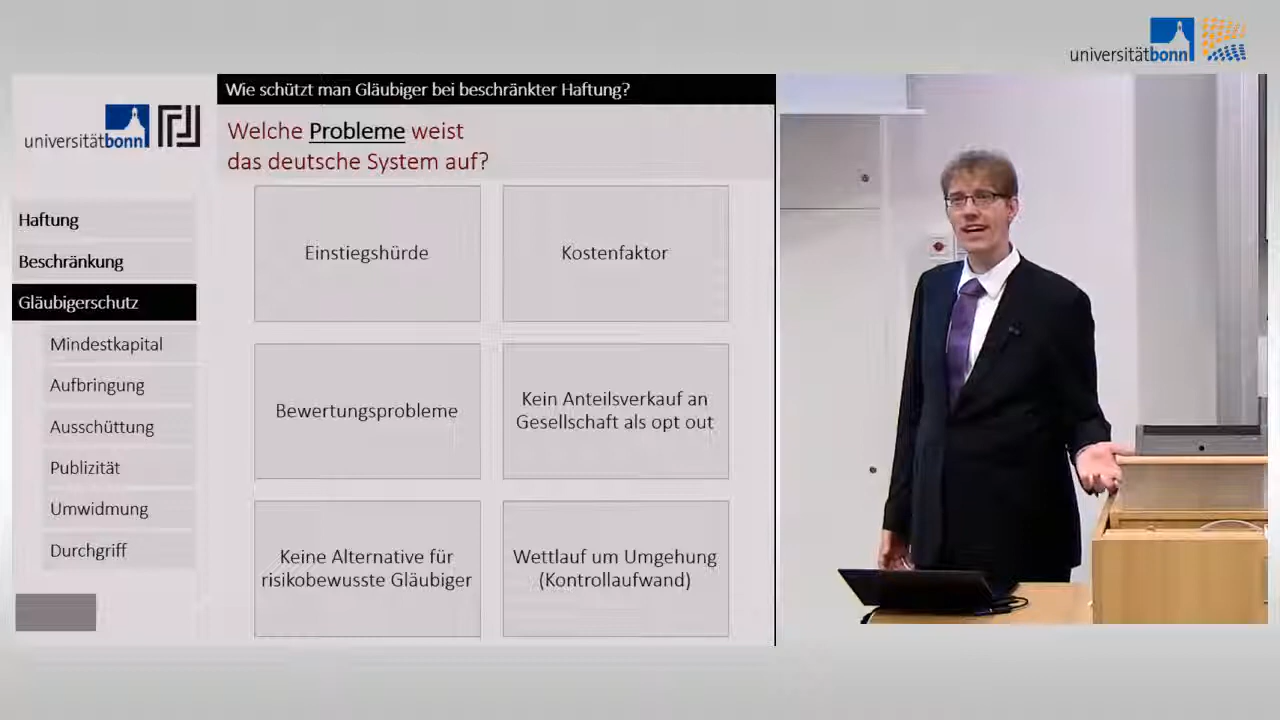 universitätbonn
Wie schützt man Gläubiger bei beschränkter Haftung?
universitätbonn
Welche Probleme weist
das deutsche System auf?
Haftung
Beschränkung
Gläubigerschutz
Mindestkapital
Aufbringung
Ausschüttung
Publizität
Umwidmung
Durchgriff
Einstiegshürde
Kostenfaktor
Bewertungsprobleme
Kein Anteilsverkauf an
Gesellschaft als opt out
Keine Alternative für
risikobewusste Gläubiger
Wettlauf um Umgehung
(Kontrollaufwand)